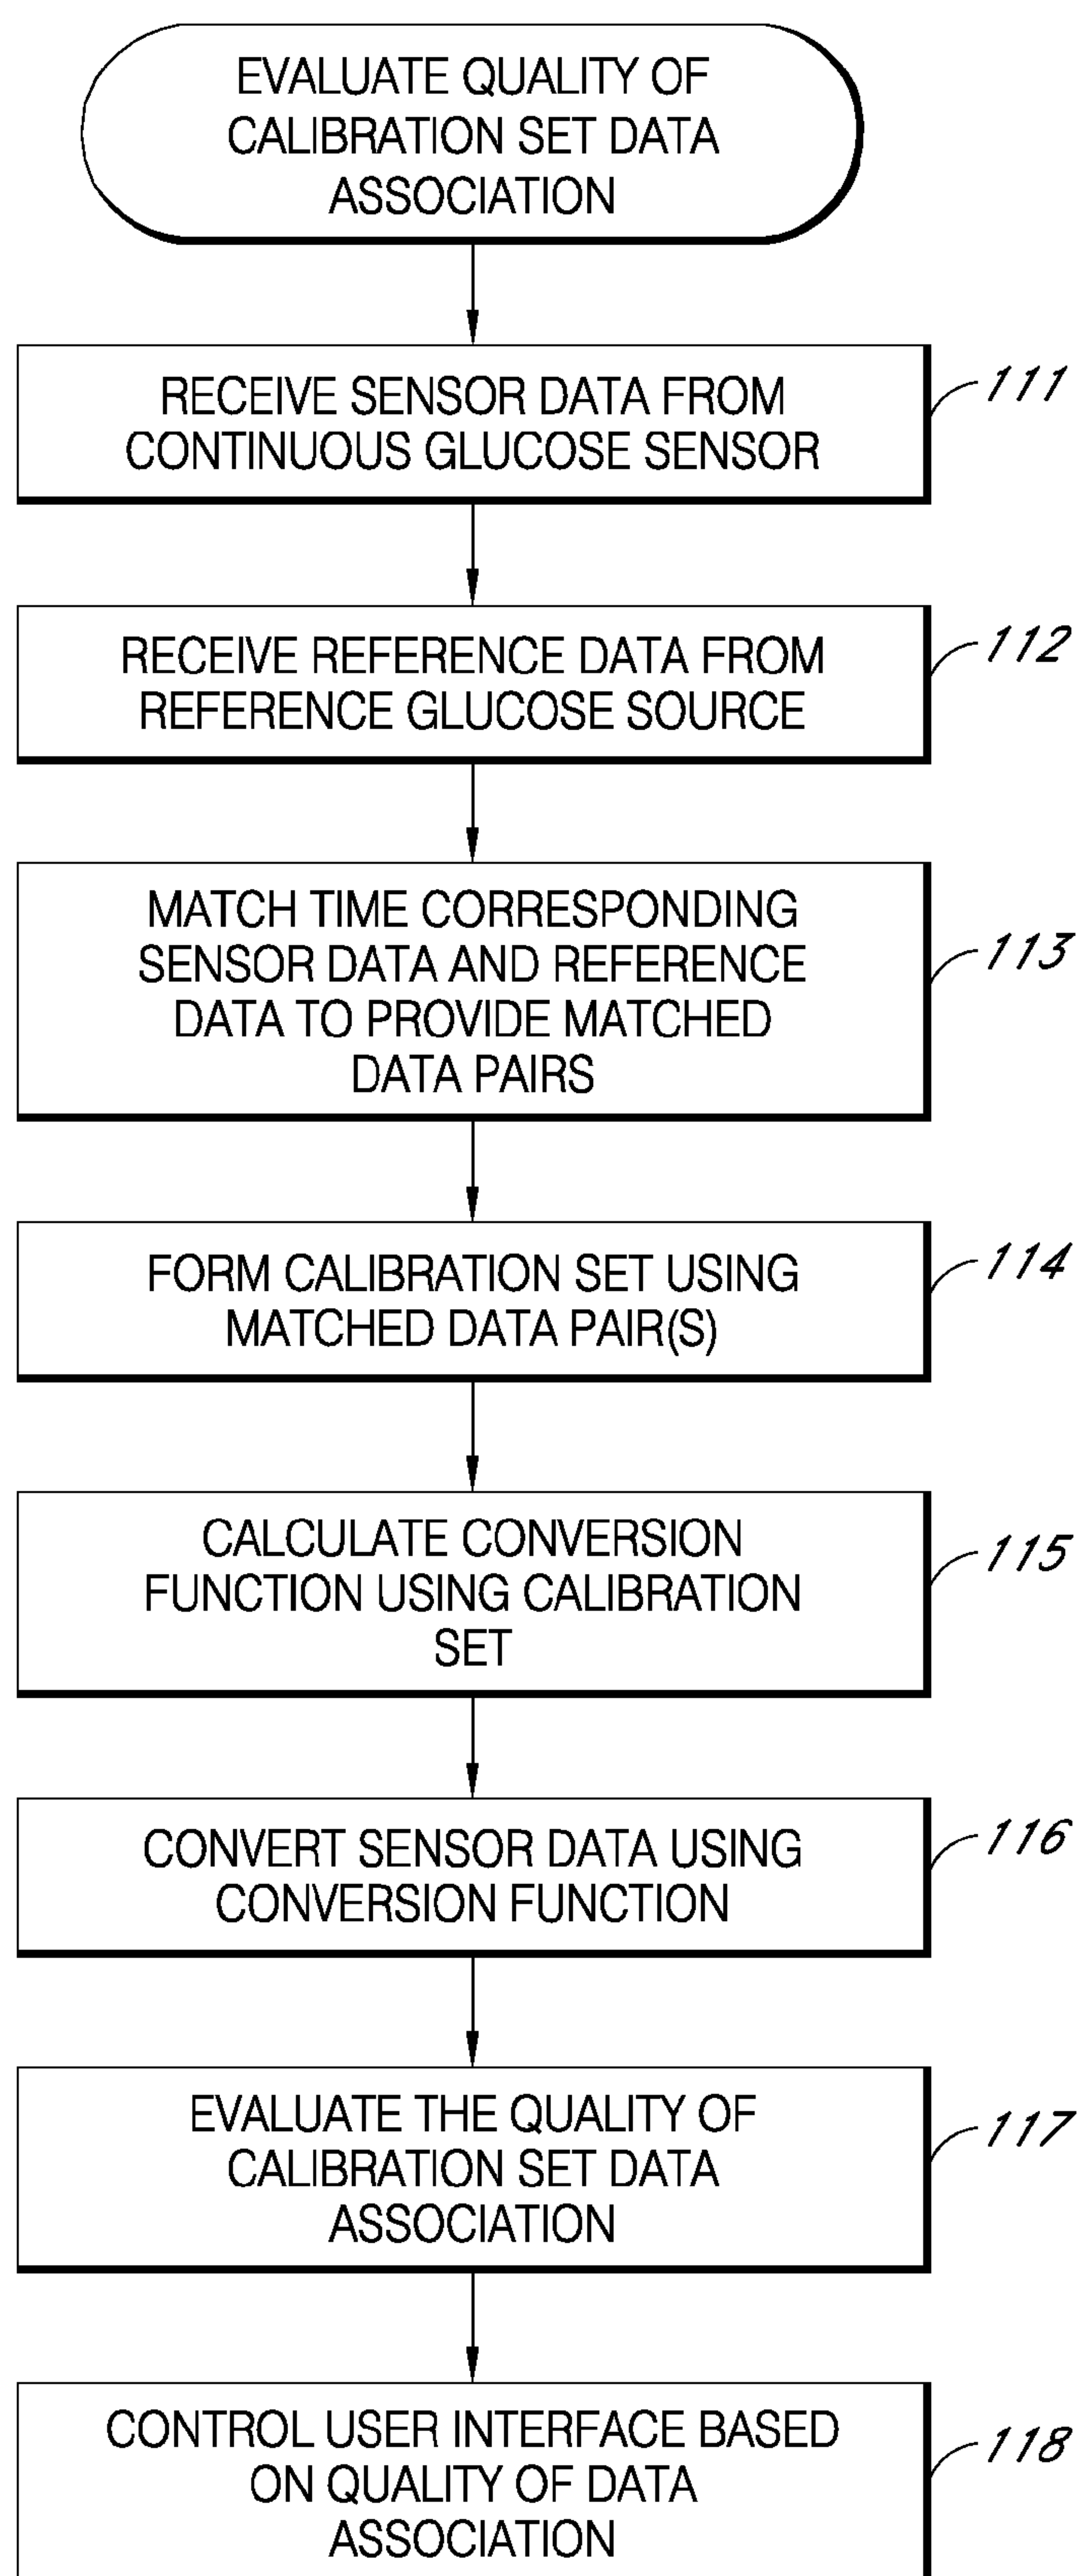 EVALUATE QUALITY OF
CALIBRATION SET DATA
ASSOCIATION
RECEIVE SENSOR DATA FROM
CONTINUOUS GLUCOSE SENSOR
111
RECEIVE REFERENCE DATA FROM
REFERENCE GLUCOSE SOURCE
112
MATCH TIME CORRESPONDING
SENSOR DATA AND REFERENCE
DATA TO PROVIDE MATCHED
DATA PAIRS
113
FORM CALIBRATION SET USING
MATCHED DATA PAIR(S)
114
CALCULATE CONVERSION
FUNCTION USING CALIBRATION
SET
115
CONVERT SENSOR DATA USING
CONVERSION FUNCTION
116
EVALUATE THE QUALITY OF
CALIBRATION SET DATA
ASSOCIATION
117
CONTROL USER INTERFACE BASED
ON QUALITY OF DATA
ASSOCIATION
118